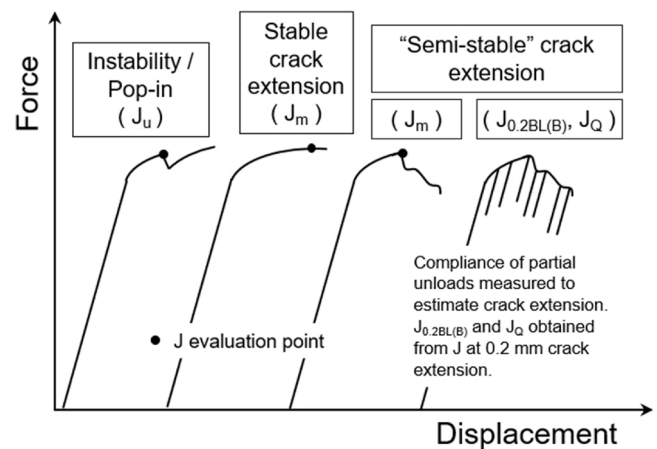 Force
Instability /
Pop-in
( Jᵤ )
Stable
crack
extension
( Jₘ )
“Semi-stable” crack
extension
( Jₘ )
( J₀.₂BL(B), J_Q )
Compliance of partial
unloads measured to
estimate crack extension.
J₀.₂BL(B) and J_Q obtained
from J at 0.2 mm crack
extension.
J evaluation point
Displacement